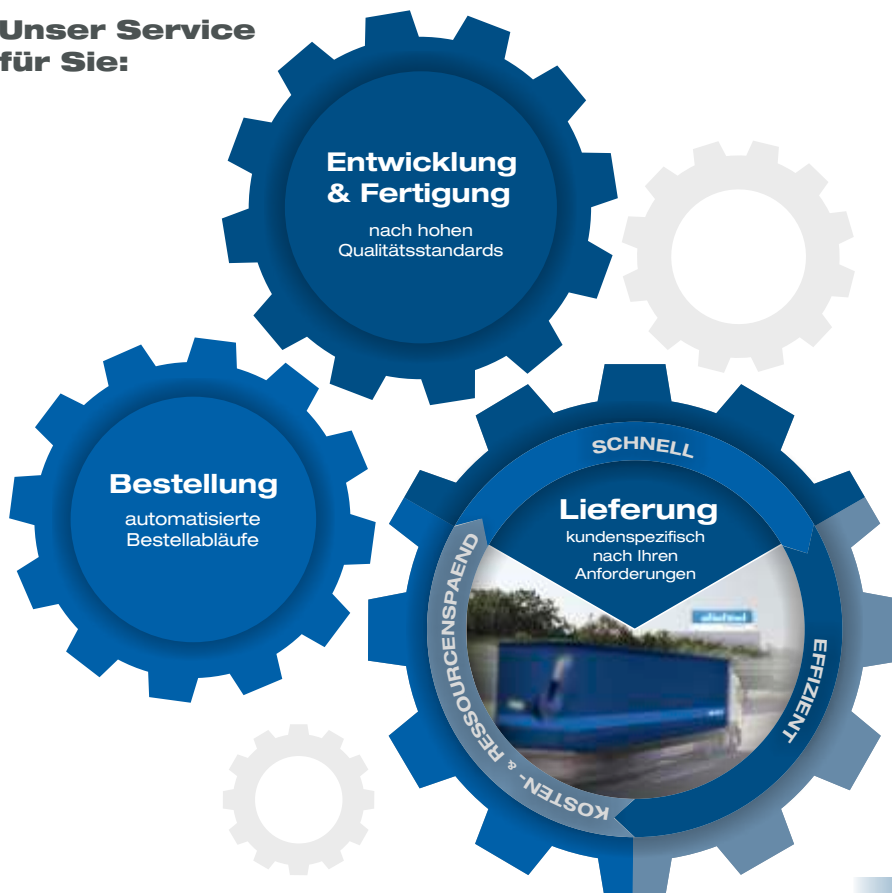 Unser Service
für Sie:
Entwicklung
& Fertigung
nach hohen
Qualitätsstandards
Bestellung
automatisierte
Bestellabläufe
SCHNELL
Lieferung
kundenspezifisch
nach Ihren
Anforderungen
EFFIZIENT
KOSTEN- & RESSOURCENSPAEND